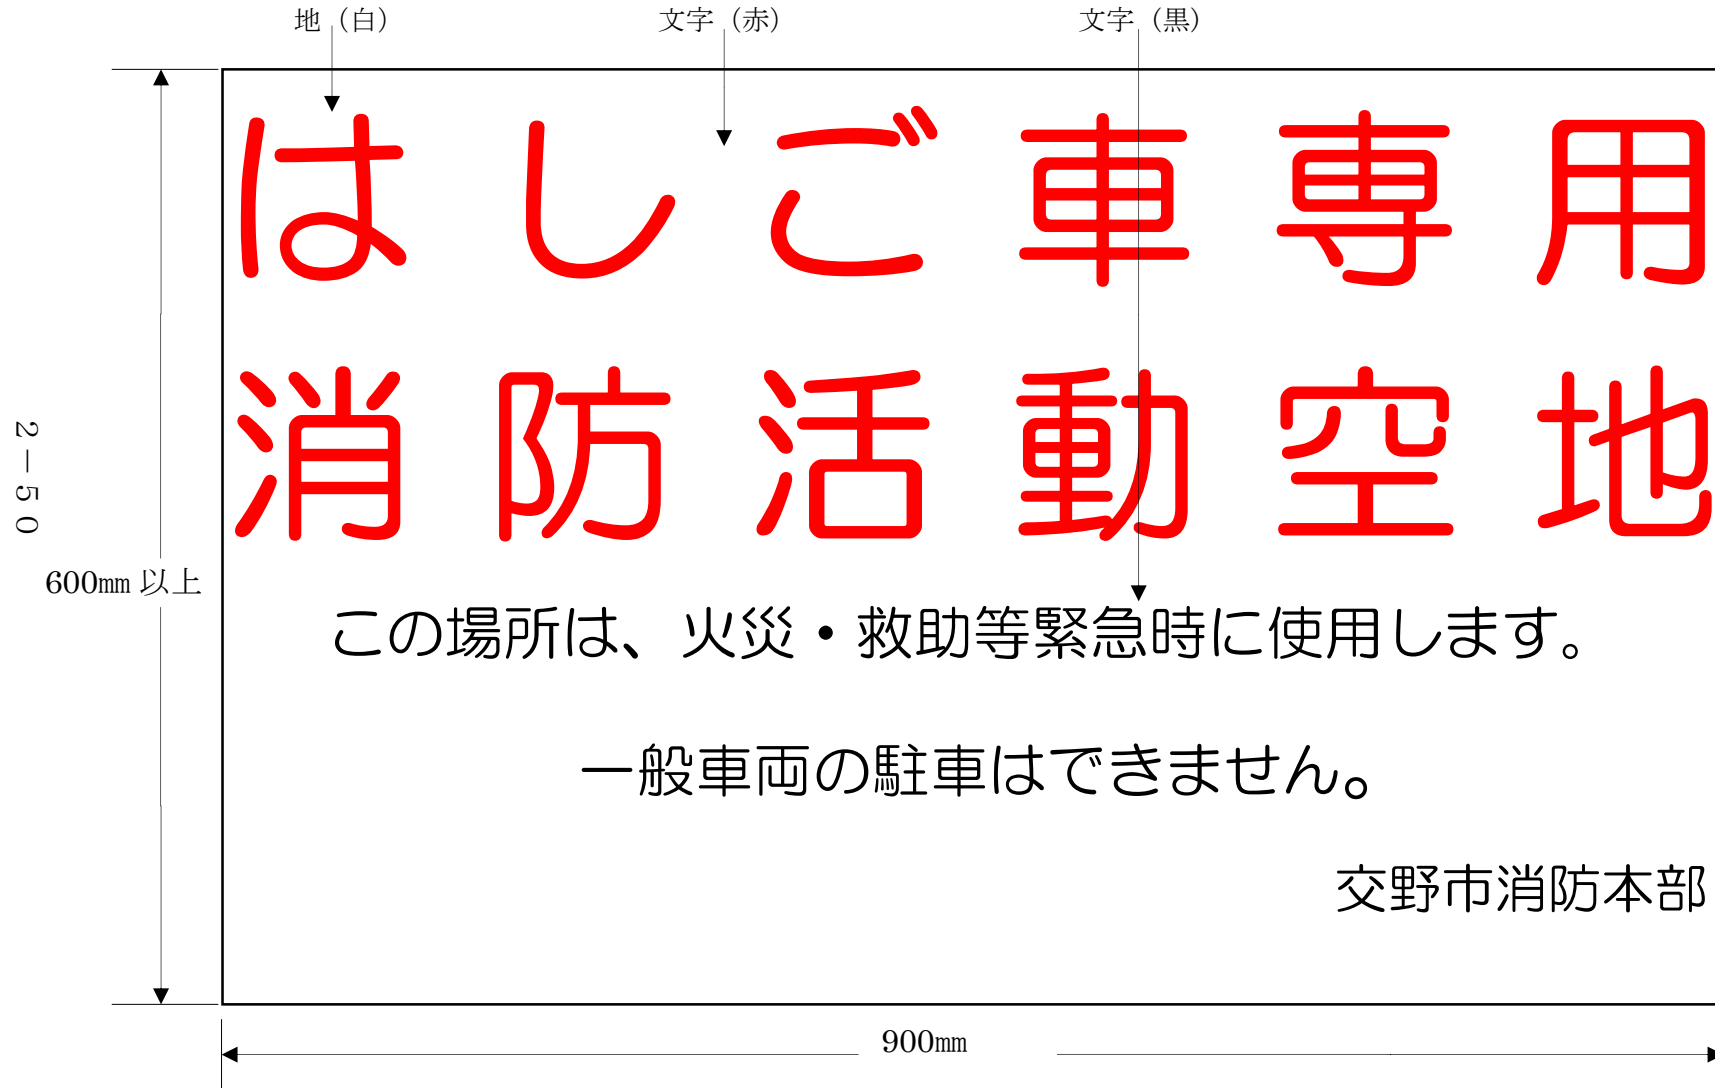 地（白）
文字（赤）
文字（黒）
はしご車専用
消防活動空地
2－50
600㎜以上
この場所は、火災・救助等緊急時に使用します。
一般車両の駐車はできません。
交野市消防本部
900㎜